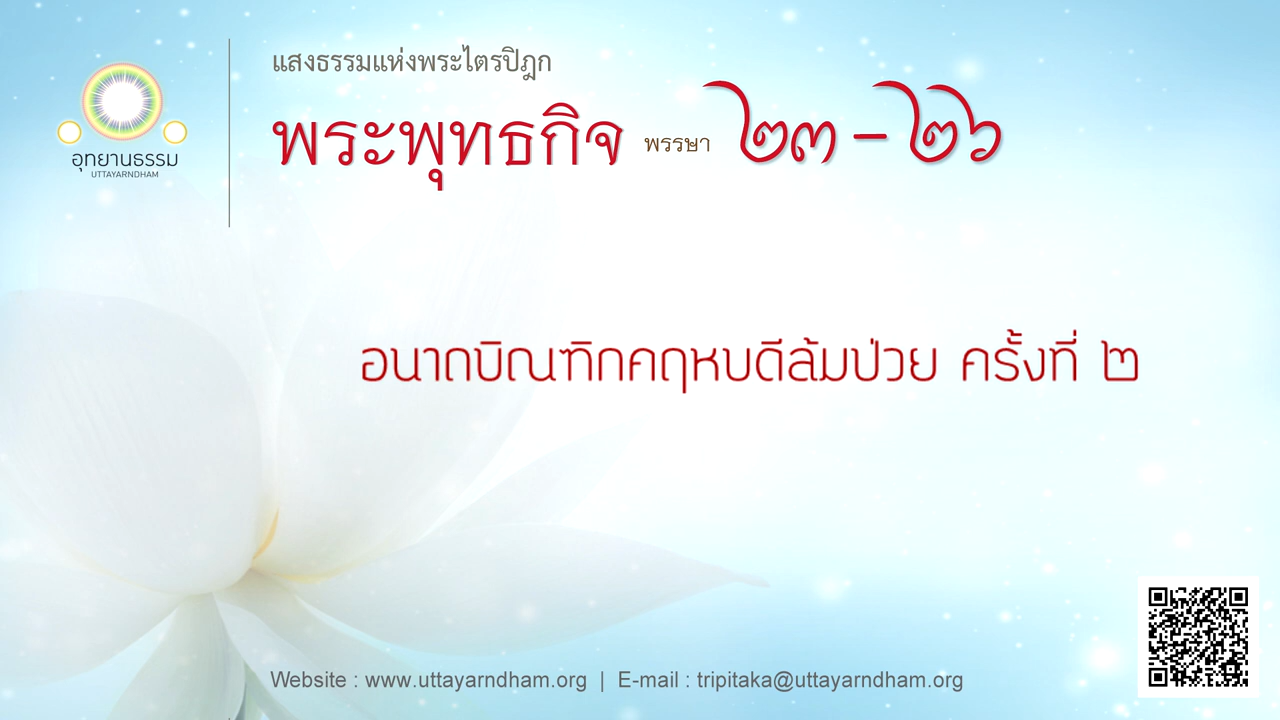 แสงธรรมแห่งพระไตรปิฎก
พระพุทธกิจ พรรษา ๒๓ – ๒๖
อุทยานธรรม
UTTAYARNDHAM
อนาถบิณฑิกคฤหบดีล้มป่วย ครั้งที่ ๒
Website : www.uttayarndham.org | E-mail : tripitaka@uttayarndham.org